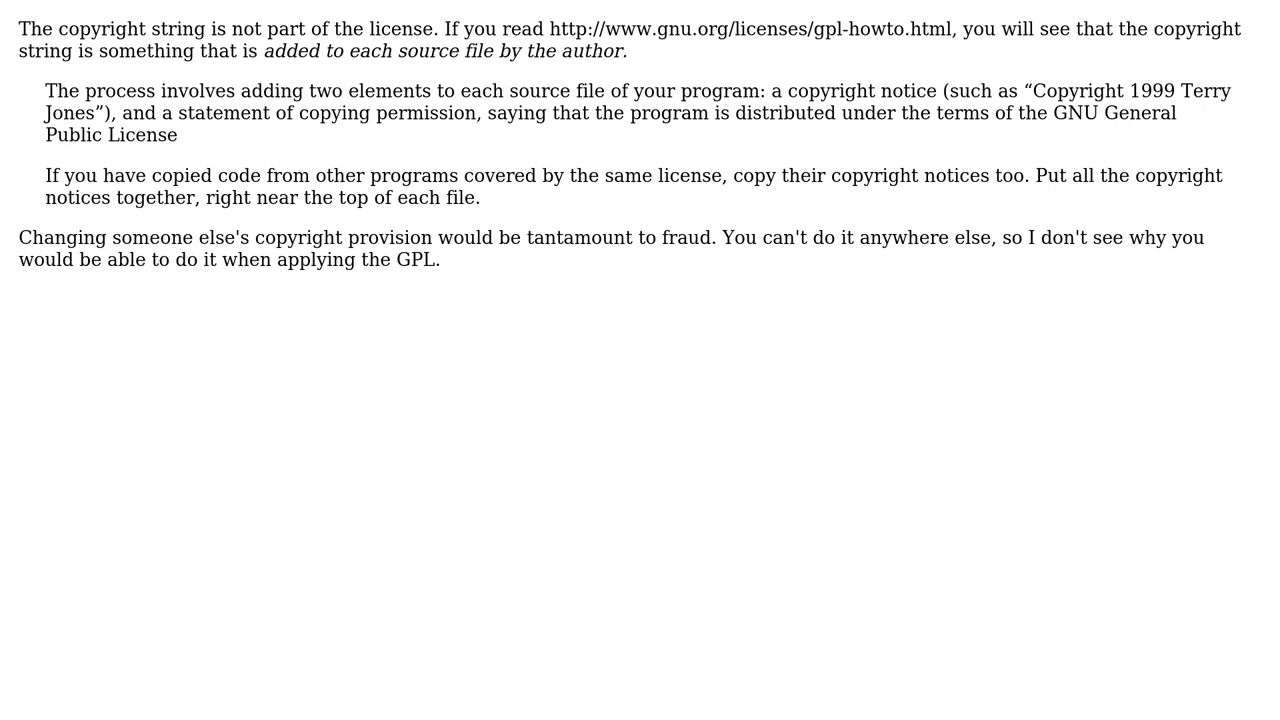 The copyright string is not part of the license. If you read http://www.gnu.org/licenses/gpl-howto.html, you will see that the copyright
string is something that is added to each source file by the author.
The process involves adding two elements to each source file of your program: a copyright notice (such as “Copyright 1999 Terry
Jones”), and a statement of copying permission, saying that the program is distributed under the terms of the GNU General
Public License
If you have copied code from other programs covered by the same license, copy their copyright notices too. Put all the copyright
notices together, right near the top of each file.
Changing someone else's copyright provision would be tantamount to fraud. You can't do it anywhere else, so I don't see why you
would be able to do it when applying the GPL.